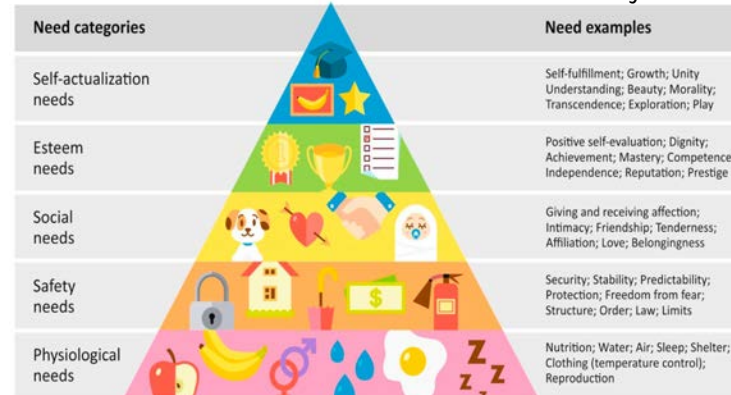 Need categories
Need examples
Self-actualization
needs
Self-fulfillment; Growth; Unity
Understanding; Beauty; Morality;
Transcendence; Exploration; Play
Esteem
needs
Positive self-evaluation; Dignity;
Achievement; Mastery; Competence
Independence; Reputation; Prestige
Social
needs
Giving and receiving affection;
Intimacy; Friendship; Tenderness;
Affiliation; Love; Belongingness
Safety
needs
$
Security; Stability; Predictability;
Protection; Freedom from fear;
Structure; Order; Law; Limits
Physiological
needs
Z
Z
Z
Z
Nutrition; Water; Air; Sleep; Shelter;
Clothing (temperature control);
Reproduction